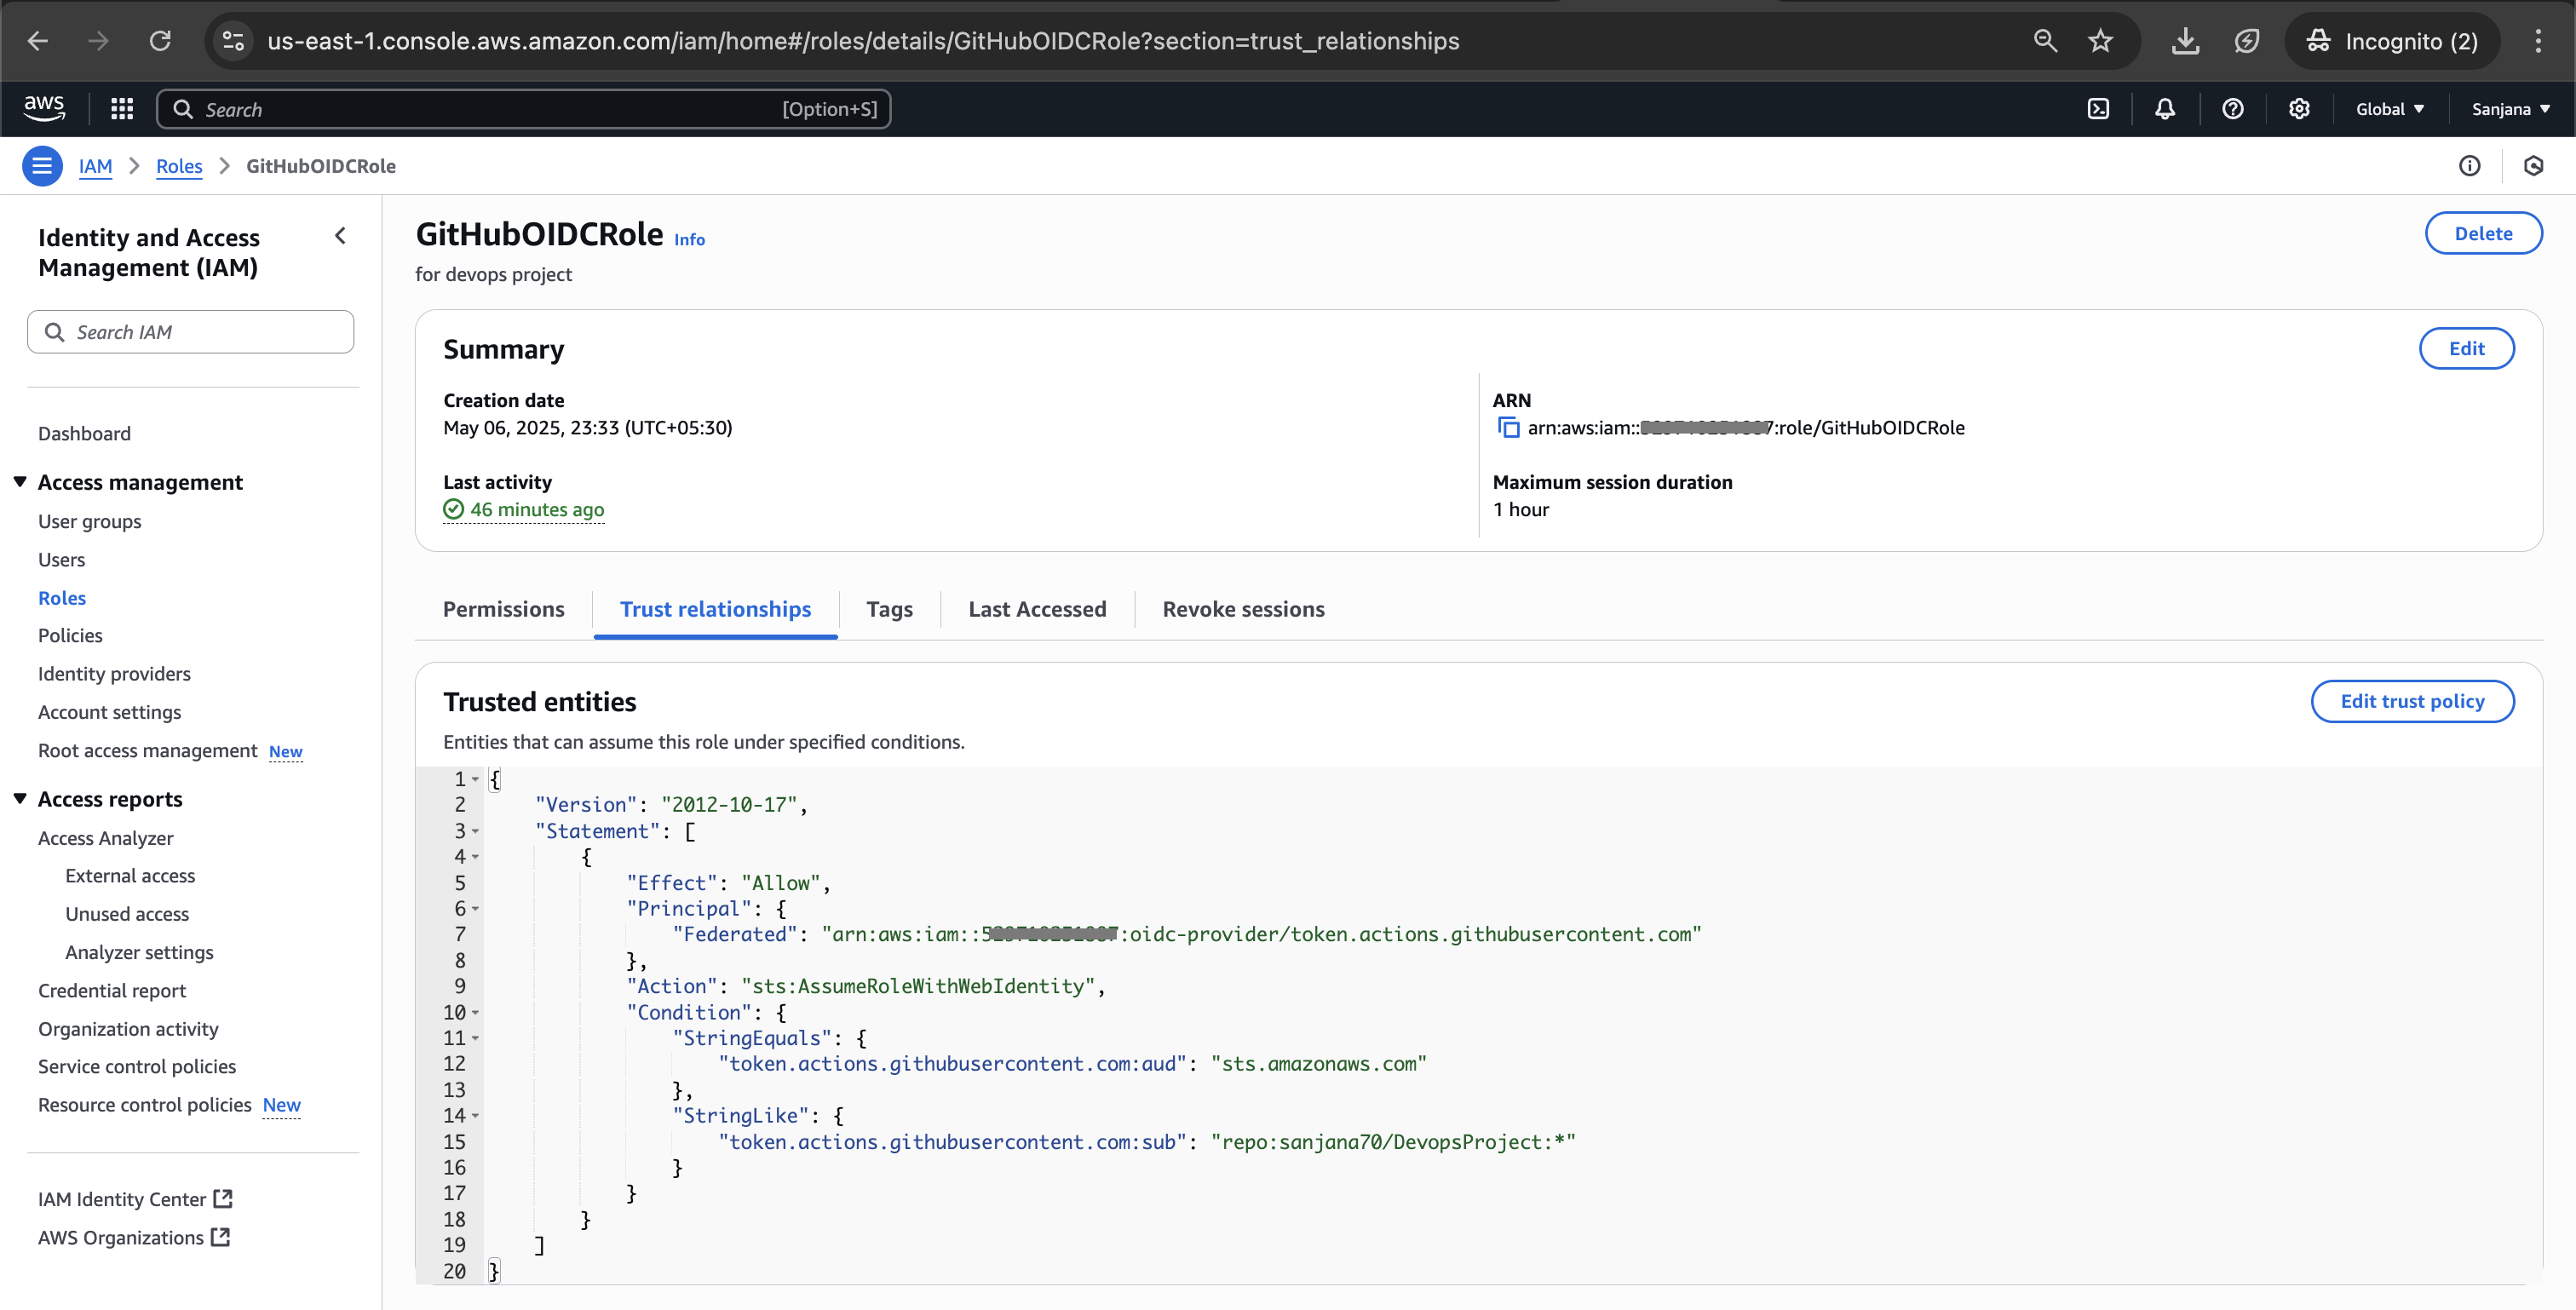 us-east-1.console.aws.amazon.com/iam/home#/roles/details/GitHubOIDCRole?section=trust_relationships
Incognito (2)
aws
Search
[Option+S]
Global
Sanjana
IAM
Roles
GitHubOIDCRole
Identity and Access
Management (IAM)
Search IAM
Dashboard
Access management
User groups
Users
Roles
Policies
Identity providers
Account settings
Root access management New
Access reports
Access Analyzer
External access
Unused access
Analyzer settings
Credential report
Organization activity
Service control policies
Resource control policies New
IAM Identity Center
AWS Organizations
GitHubOIDCRole Info
Delete
for devops project
Summary
Edit
Creation date
May 06, 2025, 23:33 (UTC+05:30)
ARN
arn:aws:iam:: :role/GitHubOIDCRole
Last activity
46 minutes ago
Maximum session duration
1 hour
Permissions
Trust relationships
Tags
Last Accessed
Revoke sessions
Trusted entities
Edit trust policy
Entities that can assume this role under specified conditions.
1 {
2 "Version": "2012-10-17",
3 "Statement": [
4 {
5 "Effect": "Allow",
6 "Principal": {
7 "Federated": "arn:aws:iam:: :oidc-provider/token.actions.githubusercontent.com"
8 },
9 "Action": "sts:AssumeRoleWithWebIdentity",
10 "Condition": {
11 "StringEquals": {
12 "token.actions.githubusercontent.com:aud": "sts.amazonaws.com"
13 },
14 "StringLike": {
15 "token.actions.githubusercontent.com:sub": "repo:sanjana70/DevopsProject:*"
16 }
17 }
18 }
19 ]
20 }